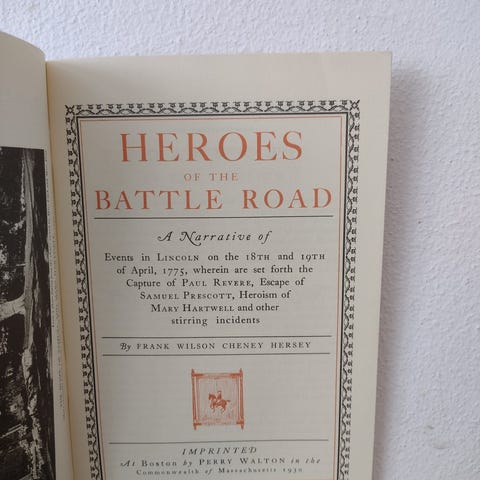 HEROES
OF THE
BATTLE ROAD
A Narrative of
Events in LINCOLN on the 18TH and 19TH
of April, 1775, wherein are set forth the
Capture of PAUL REVERE, Escape of
SAMUEL PRESCOTT, Heroism of
MARY HARTWELL and other
stirring incidents
By FRANK WILSON CHENEY HERSEY
IMPRINTED
At Boston by PERRY WALTON in the
Commonwealth of Massachusetts 1930